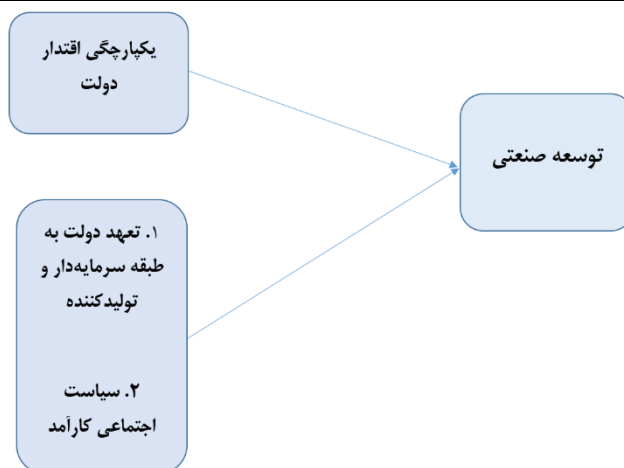 یکپارچگی اقتدار
دولت
توسعه صنعتی
۱. تعهد دولت به
طبقه سرمایه‌دار و
تولیدکننده
۲. سیاست
اجتماعی کارآمد